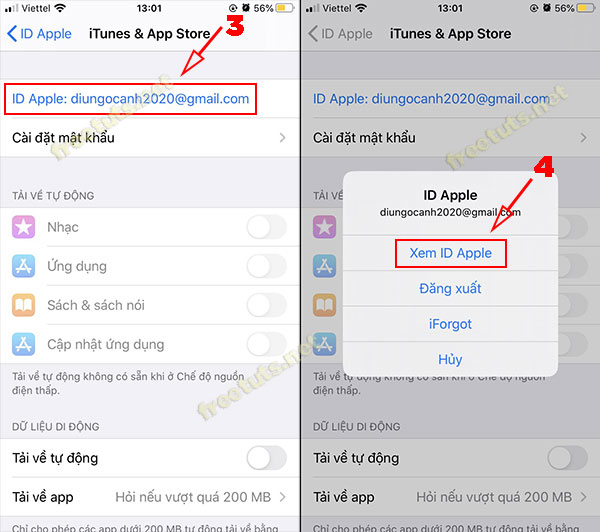 Viettel 13:01 56%
ID Apple iTunes & App Store
3
ID Apple: diungocanh2020@gmail.com
Cài đặt mật khẩu
TẢI VỀ TỰ ĐỘNG
Nhạc
Ứng dụng
Sách & sách nói
Cập nhật ứng dụng
Tải về tự động không có sẵn khi ở Chế độ nguồn
điện thấp.
DỮ LIỆU DI ĐỘNG
Tải về tự động
Tải về app Hỏi nếu vượt quá 200 MB
Chỉ cho phép các app dưới 200 MB tự động tải về bằng
freetuts.net
freetuts.net
Viettel 13:01 56%
ID Apple iTunes & App Store
ID Apple: diungocanh2020@gmail.com
Cài đặt mật khẩu
4
ID Apple
diungocanh2020@gmail.com
Xem ID Apple
Đăng xuất
iForgot
Hủy
TẢI VỀ
Tải về tự động không có sẵn khi ở Chế độ nguồn
điện thấp.
DỮ LIỆU DI ĐỘNG
Tải về tự động
Tải về app Hỏi nếu vượt quá 200 MB
Chỉ cho phép các app dưới 200 MB tự động tải về bằng
freetuts.net
freetuts.net